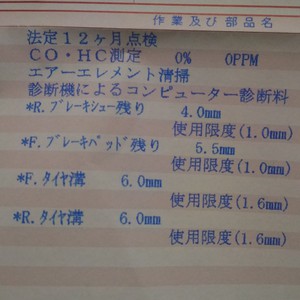 作業及び部品名
法定12ヶ月点検
CO・HC測定 0% 0PPM
エアーエレメント清掃
診断機によるコンピューター診断料
*R.ブレーキシュー残り 4.0mm
使用限度(1.0mm)
*F.ブレーキパッド残り 5.5mm
使用限度(1.0mm)
*F.タイヤ溝 6.0mm
使用限度(1.6mm)
*R.タイヤ溝 6.0mm
使用限度(1.6mm)